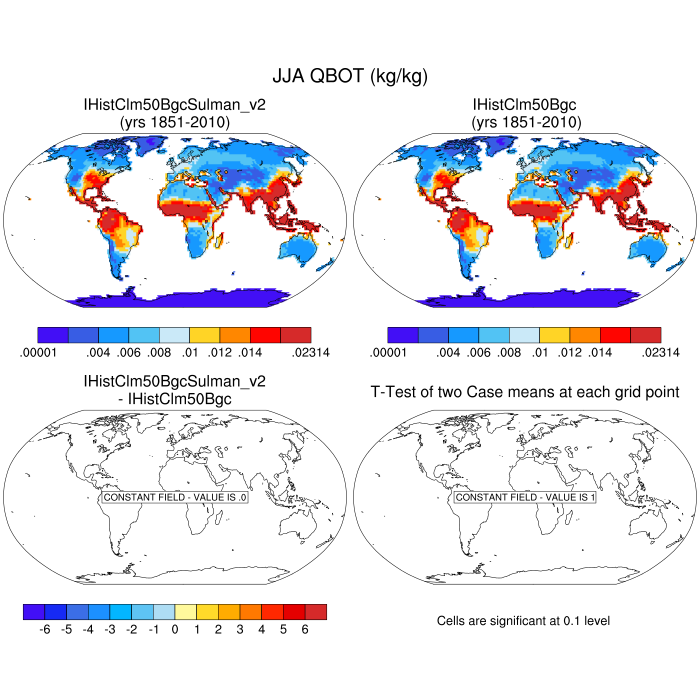 JJA QBOT (kg/kg)
IHistClm50BgcSulman_v2
(yrs 1851-2010)
IHistClm50Bgc
(yrs 1851-2010)
.00001 .004 .006 .008 .01 .012 .014 .02314
.00001 .004 .006 .008 .01 .012 .014 .02314
IHistClm50BgcSulman_v2
- IHistClm50Bgc
T-Test of two Case means at each grid point
CONSTANT FIELD - VALUE IS .0
CONSTANT FIELD - VALUE IS 1
-6 -5 -4 -3 -2 -1 0 1 2 3 4 5 6
Cells are significant at 0.1 level